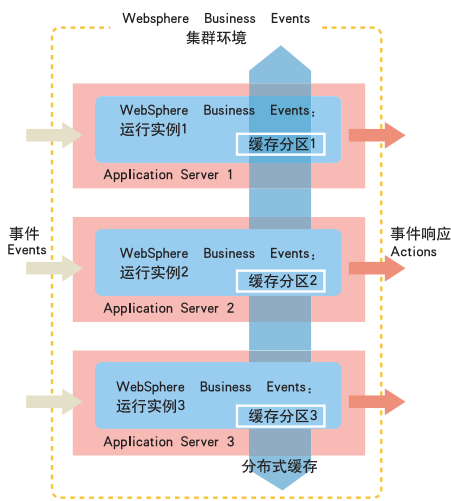 Websphere Business Events
集群环境
WebSphere Business Events:
运行实例1
缓存分区1
Application Server 1
事件
Events
事件响应
Actions
WebSphere Business Events:
运行实例2
缓存分区2
Application Server 2
WebSphere Business Events:
运行实例3
缓存分区3
Application Server 3
分布式缓存